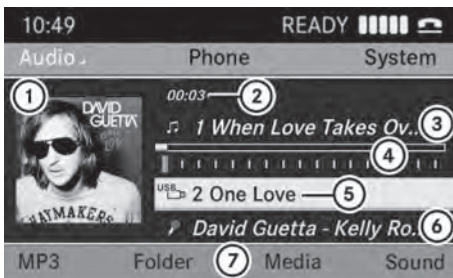 10:49 READY
Audio Phone System
1
DAVID
GUETTA
00:03 2
1 When Love Takes Ov.. 3
4
USB 2 One Love 5
David Guetta - Kelly Ro.. 6
MP3 Folder 7 Media Sound